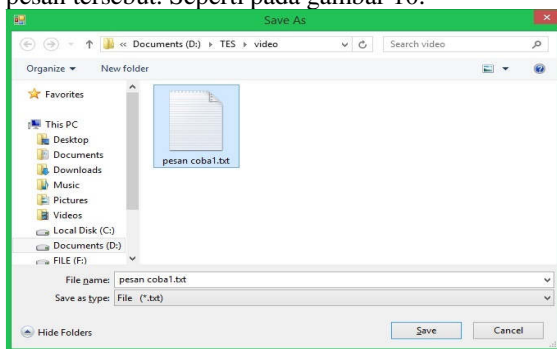 pesan tersebut. Seperti pada gambar 10.
Save As
« Documents (D:) ▸ TES ▸ video
Search video
Organize
New folder
Favorites
This PC
Desktop
Documents
Downloads
Music
Pictures
Videos
Local Disk (C:)
Documents (D:)
FILE (F:)
pesan coba1.txt
File name: pesan coba1.txt
Save as type: File (*.txt)
Hide Folders
Save
Cancel